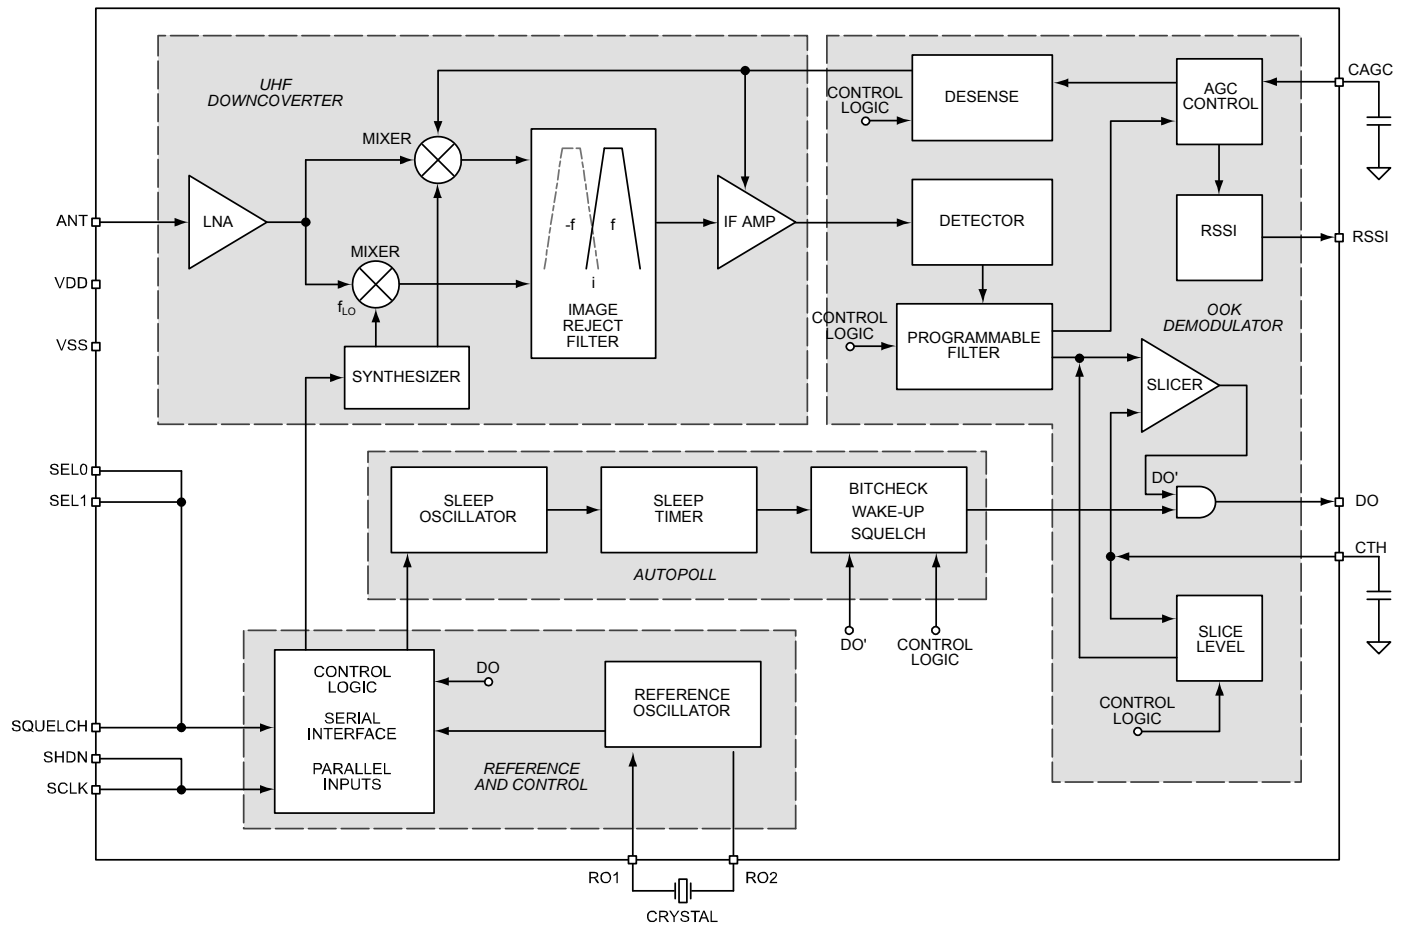 UHF
DOWNCOVERTER
MIXER
LNA
MIXER
fLO
SYNTHESIZER
-f
f
i
IMAGE
REJECT
FILTER
IF AMP
CONTROL
LOGIC
DESENSE
AGC
CONTROL
DETECTOR
RSSI
CONTROL
LOGIC
PROGRAMMABLE
FILTER
OOK
DEMODULATOR
SLICER
DO'
SLICE
LEVEL
CONTROL
LOGIC
CAGC
RSSI
DO
CTH
ANT
VDD
VSS
SEL0
SEL1
SQUELCH
SHDN
SCLK
SLEEP
OSCILLATOR
SLEEP
TIMER
BITCHECK
WAKE-UP
SQUELCH
AUTOPOLL
DO'
CONTROL
LOGIC
CONTROL
LOGIC
SERIAL
INTERFACE
PARALLEL
INPUTS
DO
REFERENCE
OSCILLATOR
REFERENCE
AND CONTROL
RO1
RO2
CRYSTAL